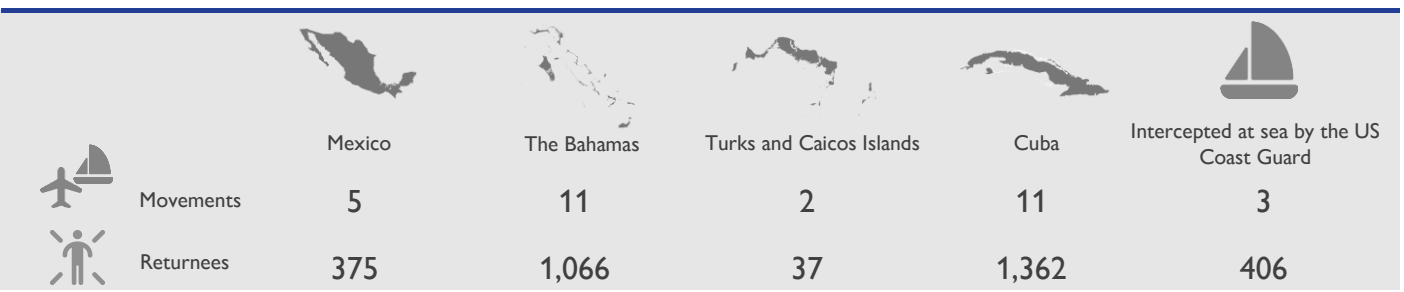 Mexico
The Bahamas
Turks and Caicos Islands
Cuba
Intercepted at sea by the US
Coast Guard
Movements 5 11 2 11 3
Returnees 375 1,066 37 1,362 406